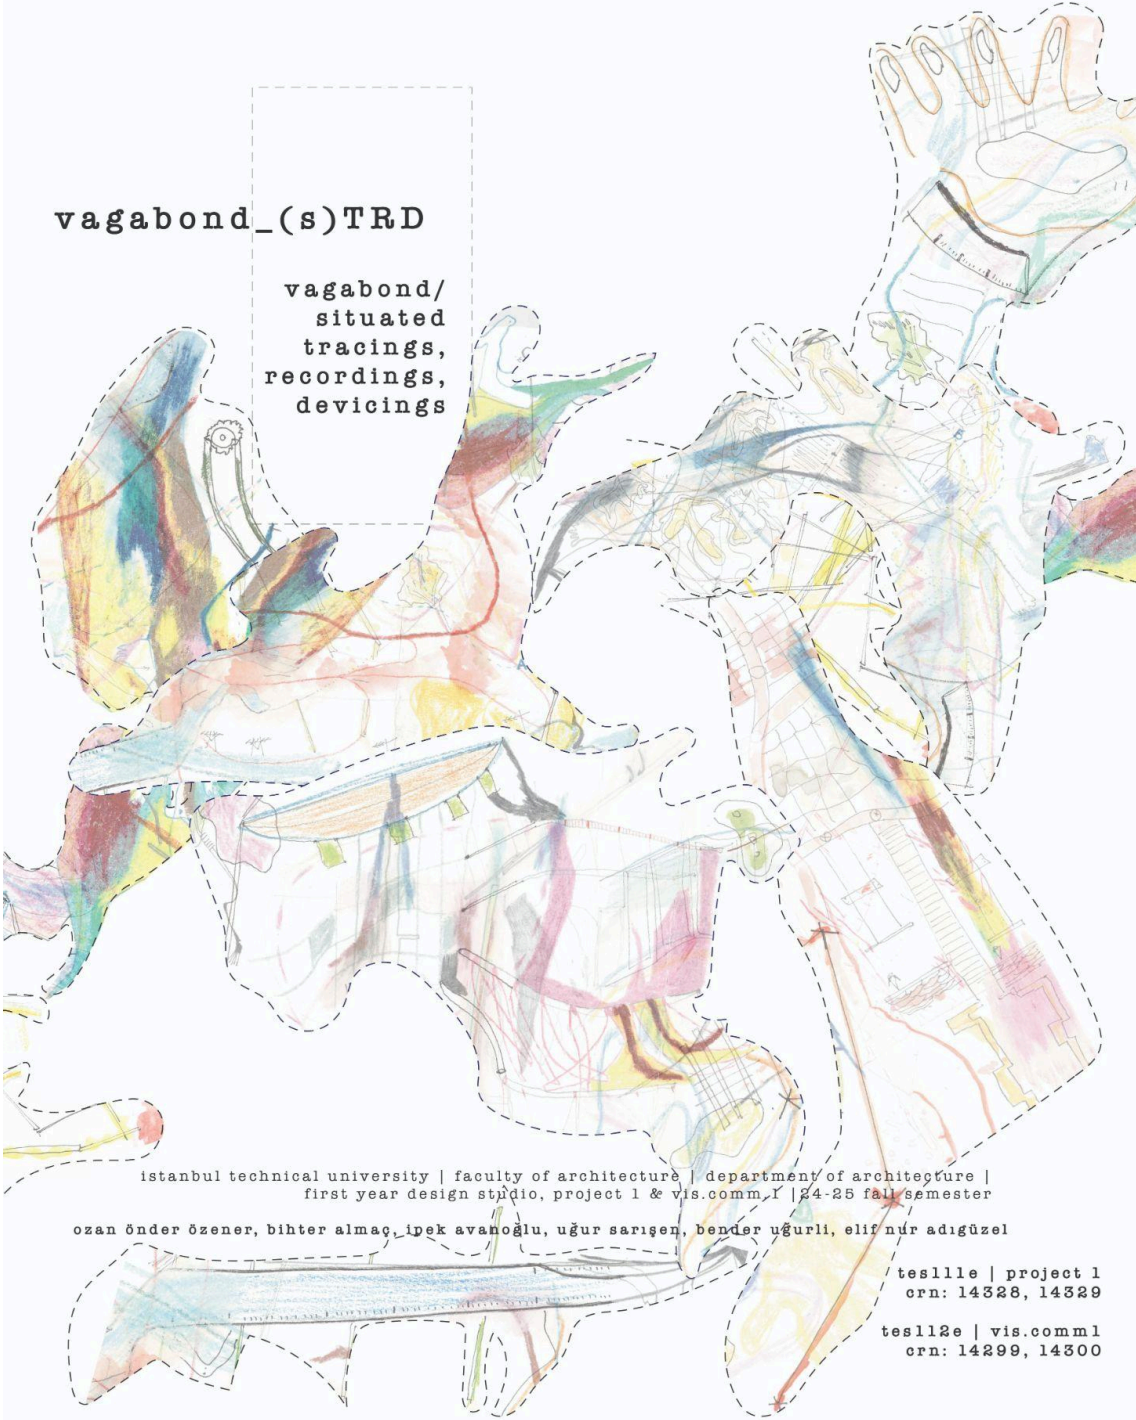 vagabond_(s)TRD
vagabond/
situated
tracings,
recordings,
devicings
istanbul technical university | faculty of architecture | department of architecture |
first year design studio, project 1 & vis.comm.1 |24-25 fall semester
ozan önder özener, bihter almaç, ipek avanoğlu, uğur sarışen, bender uğurli, elif nur adıgüzel
tes111e | project 1
crn: 14328, 14329
tes112e | vis.comm1
crn: 14299, 14300